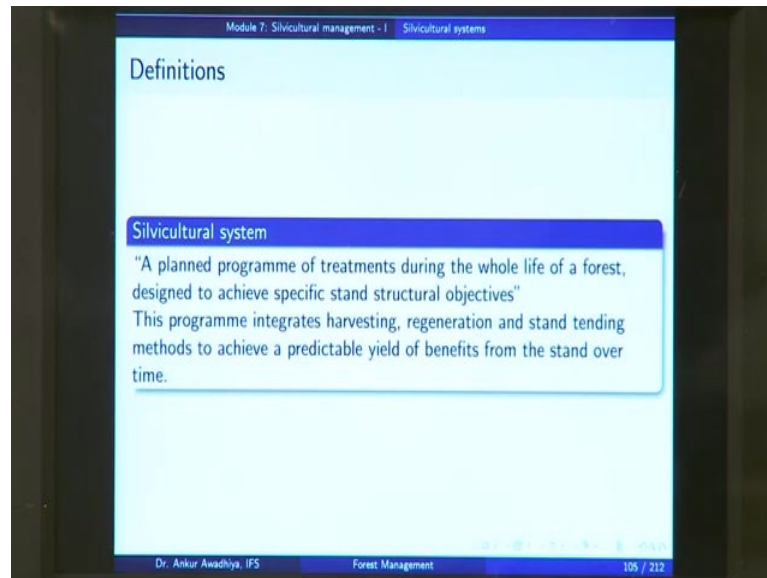 Module 7: Silvicultural management - I Silvicultural systems
Definitions
Silvicultural system
"A planned programme of treatments during the whole life of a forest,
designed to achieve specific stand structural objectives"
This programme integrates harvesting, regeneration and stand tending
methods to achieve a predictable yield of benefits from the stand over
time.
Dr. Ankur Awadhiya, IFS Forest Management 105 / 212